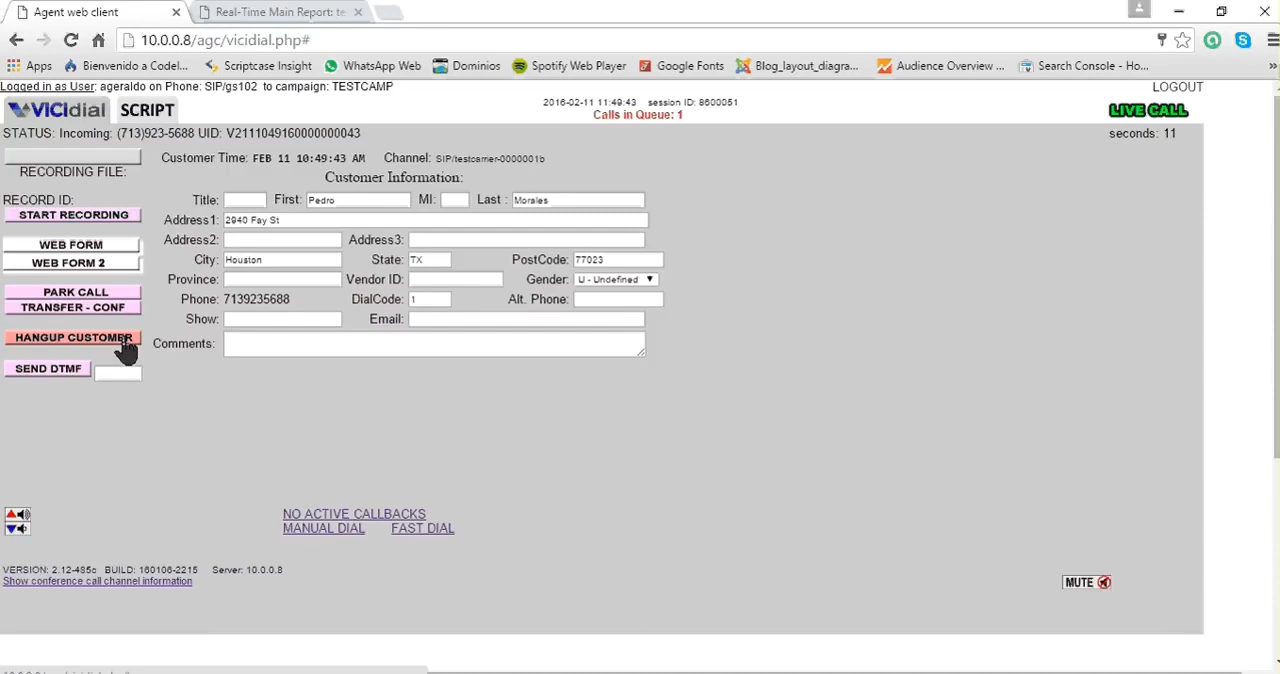 Agent web client
Real-Time Main Report: te
10.0.0.8/agc/vicidial.php#
Apps Bienvenido a Codel... Scriptcase Insight WhatsApp Web Dominios Spotify Web Player Google Fonts Blog_layout_diagra... Audience Overview ... Search Console - Ho... »
Logged in as User: ageraldo on Phone: SIP/gs102 to campaign: TESTCAMP LOGOUT
VICIdial SCRIPT 2016-02-11 11:49:43 session ID: 8600051 LIVE CALL
Calls in Queue: 1
STATUS: Incoming: (713)923-5688 UID: V2111049160000000043 seconds: 11
Customer Time: FEB 11 10:49:43 AM Channel: SIP/testcarrier-0000001b
RECORDING FILE:
Customer Information:
RECORD ID:
Title: First: Pedro MI: Last : Morales
START RECORDING
Address1: 2940 Fay St
Address2: Address3:
WEB FORM
City: Houston State: TX PostCode: 77023
WEB FORM 2
Province: Vendor ID: Gender: U - Undefined
PARK CALL
Phone: 7139235688 DialCode: 1 Alt. Phone:
TRANSFER - CONF
Show: Email:
HANGUP CUSTOMER
Comments:
SEND DTMF
NO ACTIVE CALLBACKS
MANUAL DIAL FAST DIAL
VERSION: 2.12-485c BUILD: 160106-2215 Server: 10.0.0.8
Show conference call channel information
MUTE